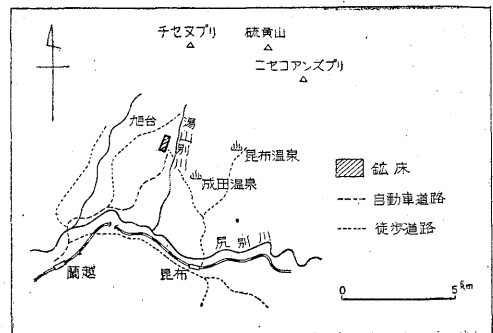 チセヌプリ
硫黄山
ニセコアンズプリ
旭台
湯山別川
昆布温泉
成田温泉
鉱床
自動車道路
徒歩道路
尻別川
蘭越
昆布
0 5km